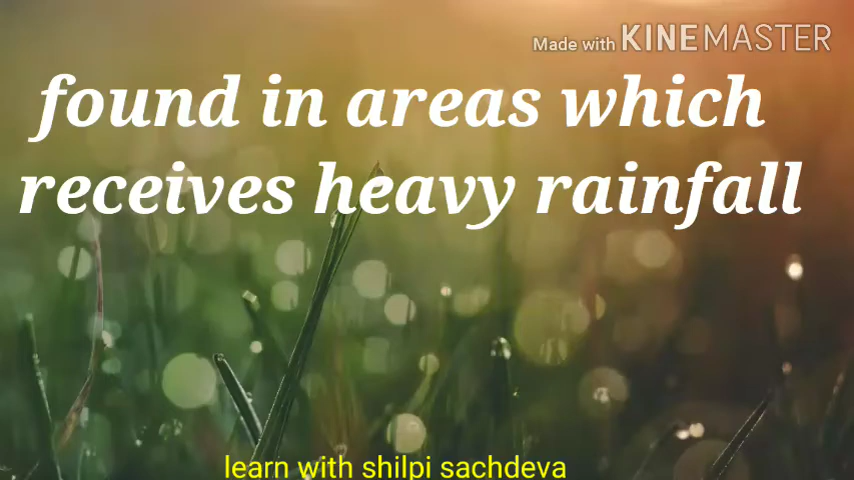 Made with KINEMASTER
found in areas which
receives heavy rainfall
learn with shilpi sachdeva